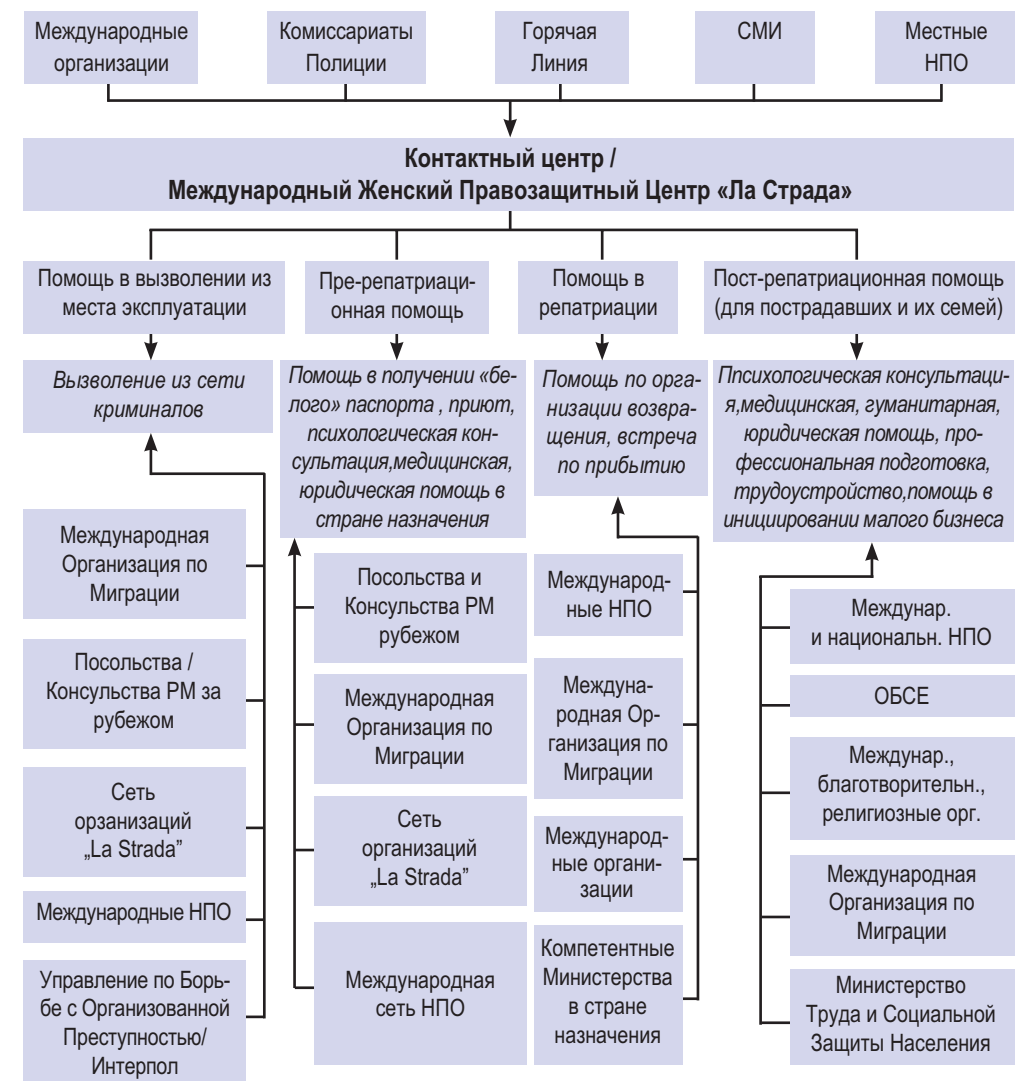 Международные
организации
Комиссариаты
Полиции
Горячая
Линия
СМИ
Местные
НПО
Контактный центр /
Международный Женский Правозащитный Центр «Ла Страда»
Помощь в вызволении из
места эксплуатации
Пре-репатриаци-
онная помощь
Помощь в
репатриации
Пост-репатриационная помощь
(для пострадавших и их семей)
Вызволение из сети
криминалов
Помощь в получении «бе-
лого» паспорта , приют,
психологическая кон-
сультация,медицинская,
юридическая помощь в
стране назначения
Помощь по орга-
низации возвра-
щения, встреча
по прибытию
Ппсихологическая консультаци-
я,медицинская, гуманитарная,
юридическая помощь, про-
фессиональная подготовка,
трудоустройство,помощь в
инициировании малого бизнеса
Международная
Организация по
Миграции
Посольства /
Консульства РМ за
рубежом
Сеть
орзанизаций
„La Strada”
Международные НПО
Управление по Борь-
бе с Организованной
Преступностью/
Интерпол
Посольства и
Консульства РМ
рубежом
Международная
Организация по
Миграции
Сеть
организаций
„La Strada”
Международная
сеть НПО
Международ-
ные НПО
Междуна-
родная Ор-
ганизация по
Миграции
Международ-
ные органи-
зации
Компетентные
Министерства
в стране
назначения
Междунар.
и национальн. НПО
ОБСЕ
Междунар.,
благотворительн.,
религиозные орг.
Международная
Организация по
Миграции
Министерство
Труда и Социальной
Защиты Населения